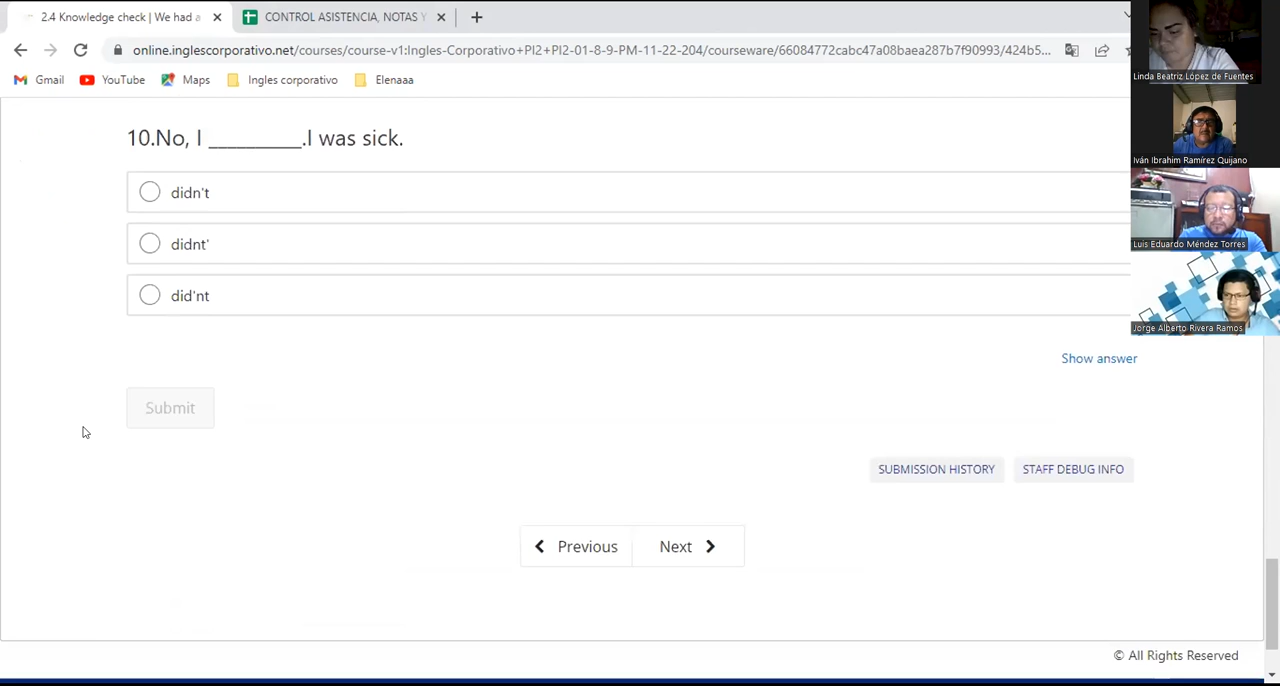 2.4 Knowledge check | We had a
CONTROL ASISTENCIA, NOTAS Y
online.inglescorporativo.net/courses/course-v1:Ingles-Corporativo+PI2+PI2-01-8-9-PM-11-22-204/courseware/66084772cabc47a08baea287b7f90993/424b5...
Gmail YouTube Maps Ingles corporativo Elenaaa
Linda Beatriz López de Fuentes
Iván Ibrahim Ramírez Quijano
Luis Eduardo Méndez Torres
Jorge Alberto Rivera Ramos
10.No, I __________.I was sick.
didn't
didnt'
did'nt
Show answer
Submit
SUBMISSION HISTORY STAFF DEBUG INFO
Previous Next
© All Rights Reserved